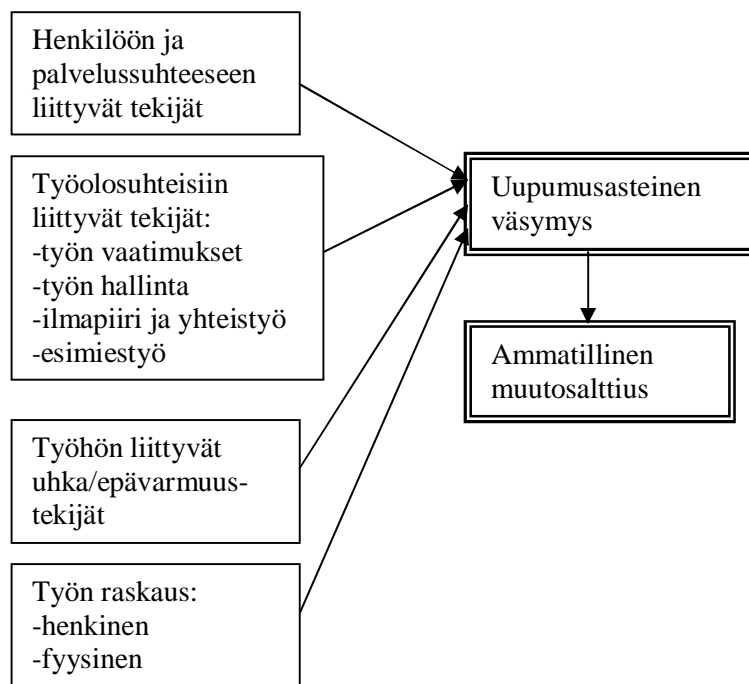 Henkilöön ja
palvelussuhteeseen
liittyvät tekijät
Työolosuhteisiin
liittyvät tekijät:
-työn vaatimukset
-työn hallinta
-ilmapiiri ja yhteistyö
-esimiestyö
Työhön liittyvät
uhka/epävarmuus-
tekijät
Työn raskaus:
-henkinen
-fyysinen
Uupumusasteinen
väsymys
Ammatillinen
muutosalttius